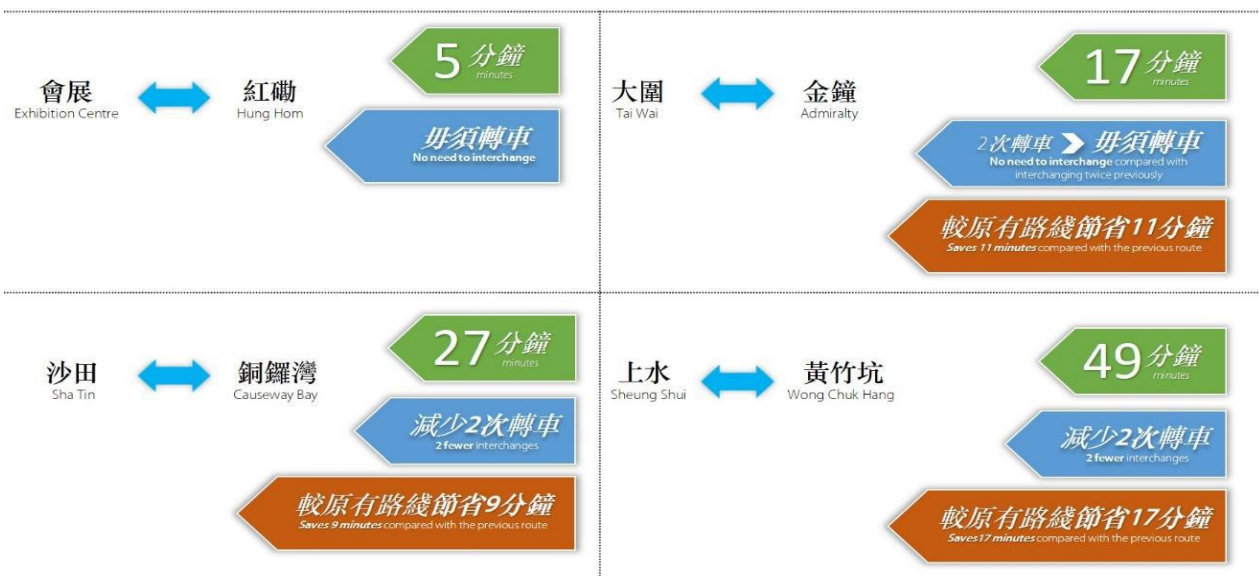 會展
Exhibition Centre
紅磡
Hung Hom
5分鐘
minutes
毋須轉車
No need to interchange
大圍
Tai Wai
金鐘
Admiralty
17分鐘
minutes
2次轉車 毋須轉車
No need to interchange compared with
interchanging twice previously
較原有路綫節省11分鐘
Saves 11 minutes compared with the previous route
沙田
Sha Tin
銅鑼灣
Causeway Bay
27分鐘
minutes
減少2次轉車
2 fewer interchanges
較原有路綫節省9分鐘
Saves 9 minutes compared with the previous route
上水
Sheung Shui
黃竹坑
Wong Chuk Hang
49分鐘
minutes
減少2次轉車
2 fewer interchanges
較原有路綫節省17分鐘
Saves 17 minutes compared with the previous route